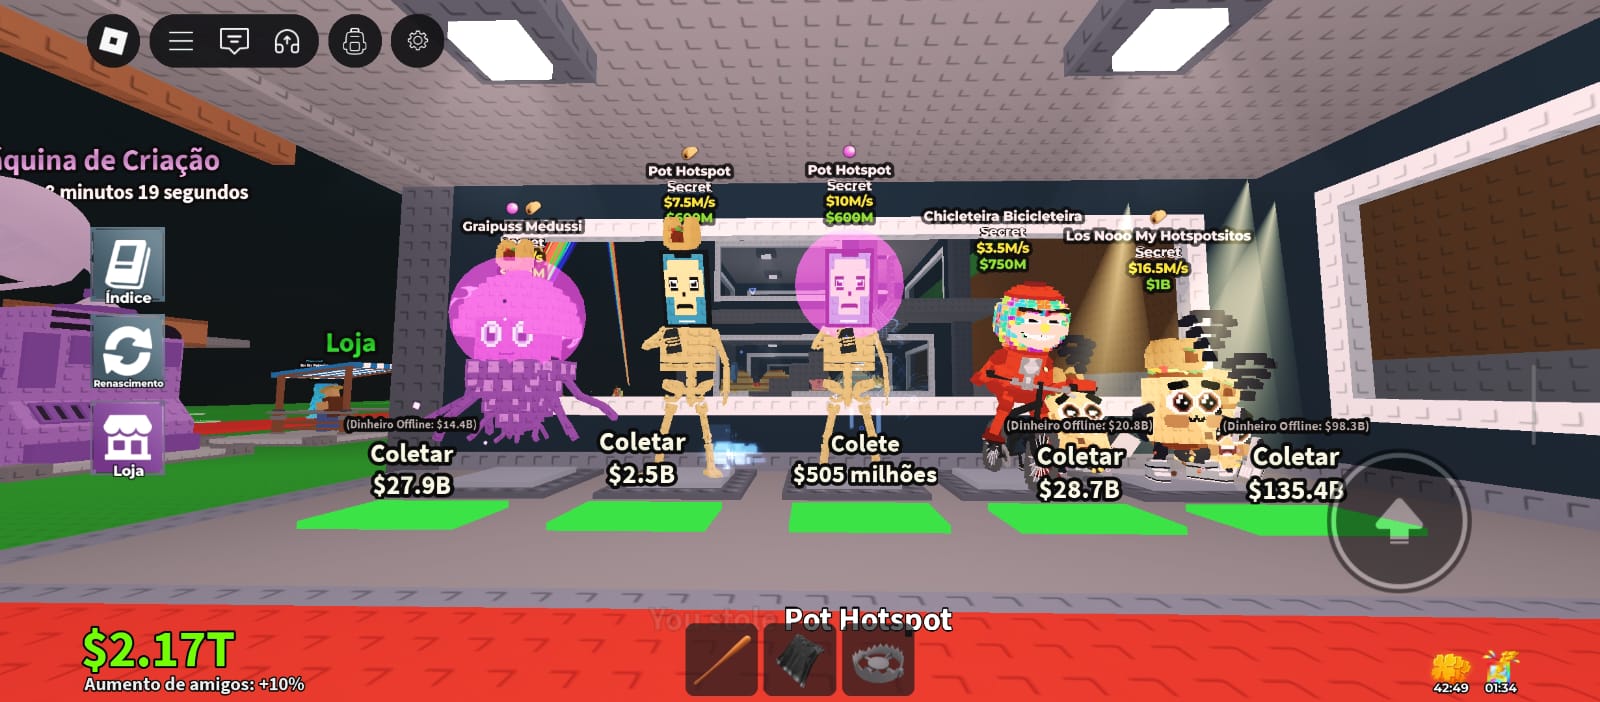 quina de Criação
minutos 19 segundos
Índice
Renascimento
Loja
Loja
Graipuss Medussi
Pot Hotspot
Secret
$7.5M/s
$600M
Pot Hotspot
Secret
$10M/s
$600M
Chicleteira Bicicleteira
Secret
$3.5M/s
$750M
Los Nooo My Hotspotsitos
Secret
$16.5M/s
$1B
(Dinheiro Offline: $14.4B)
Coletar
$27.9B
Coletar
$2.5B
Colete
$505 milhões
(Dinheiro Offline: $20.8B)
Coletar
$28.7B
(Dinheiro Offline: $98.3B)
Coletar
$135.4B
You stole Pot Hotspot
$2.17T
Aumento de amigos: +10%
42:49
01:34